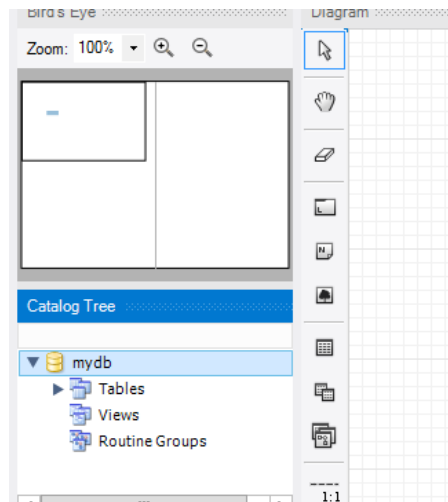 Bird's Eye
Diagram
Zoom: 100%
Catalog Tree
mydb
Tables
Views
Routine Groups
L
N
1:1